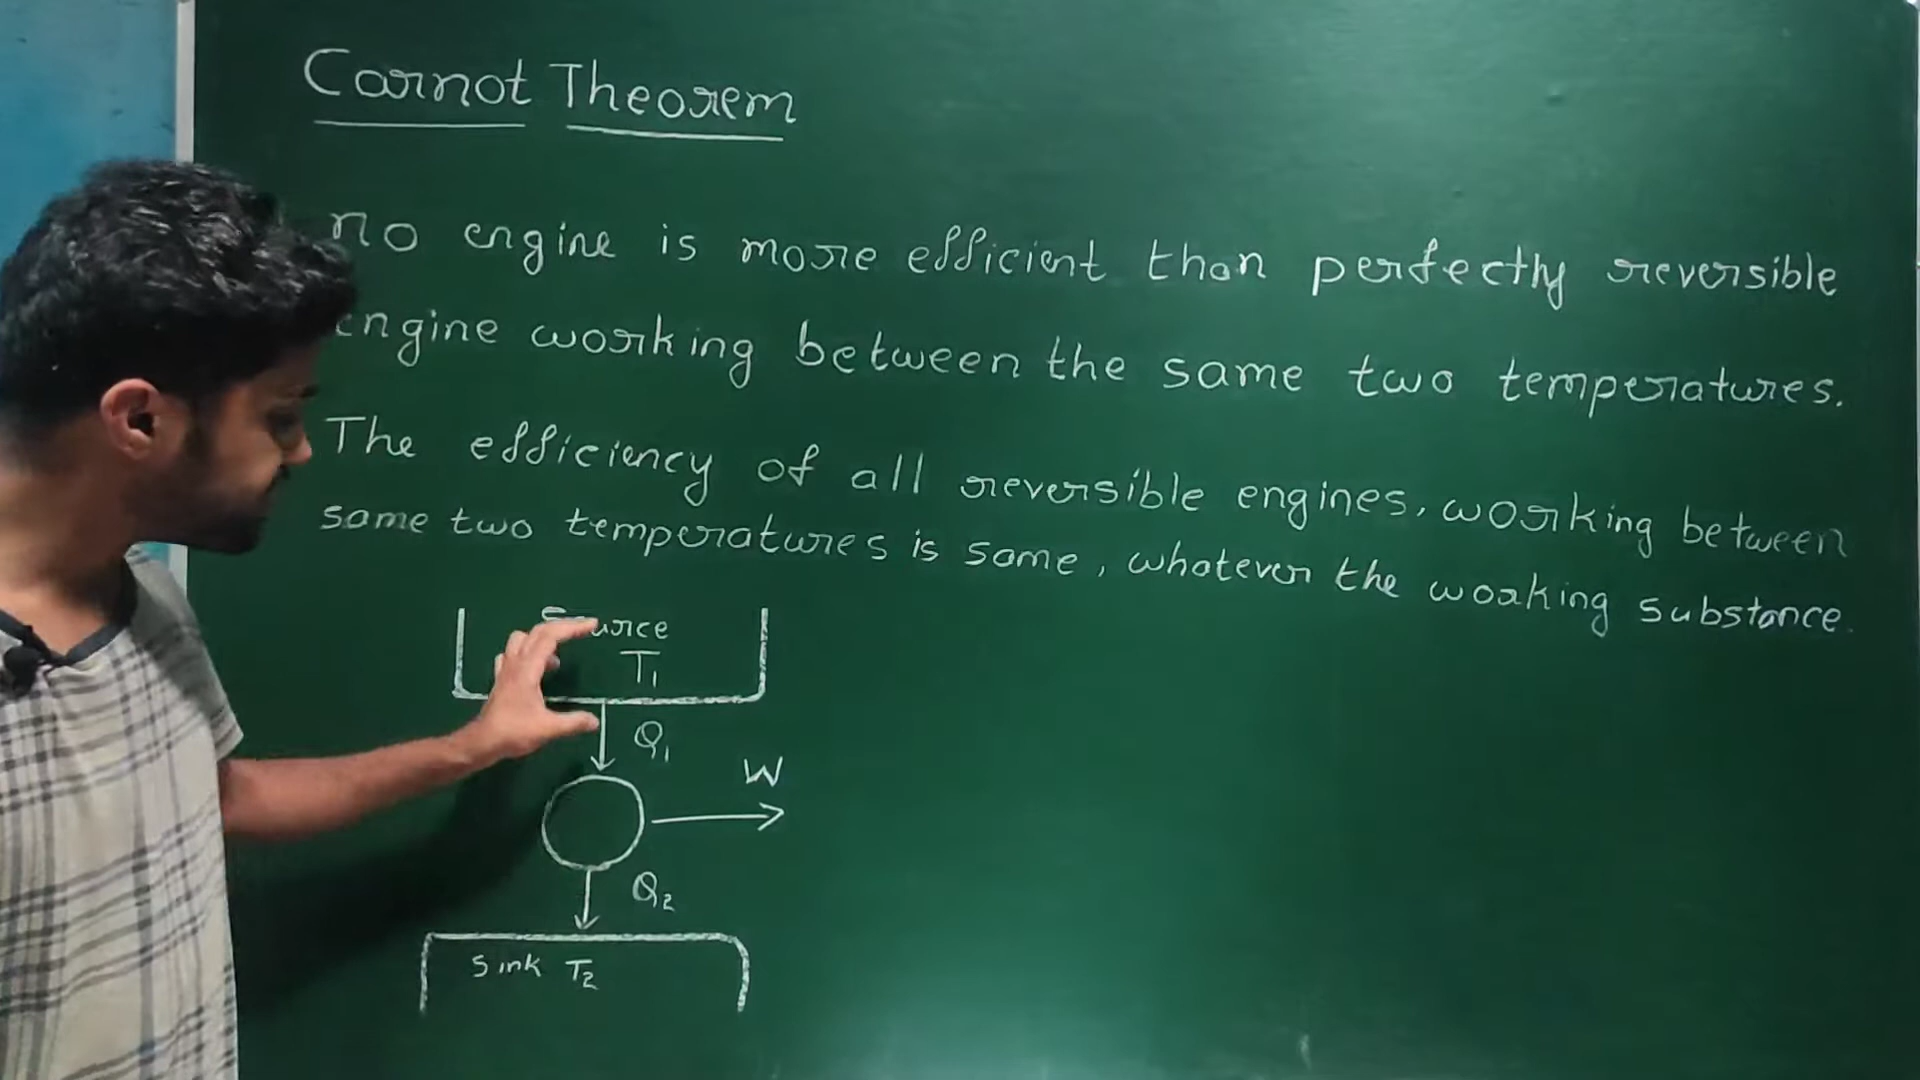 Carnot Theorem
no engine is more efficient than perfectly reversible
engine working between the same two temperatures.
The efficiency of all reversible engines, working between
same two temperatures is same, whatever the working substance.
Source
T₁
Q₁
W
Q₂
Sink T₂